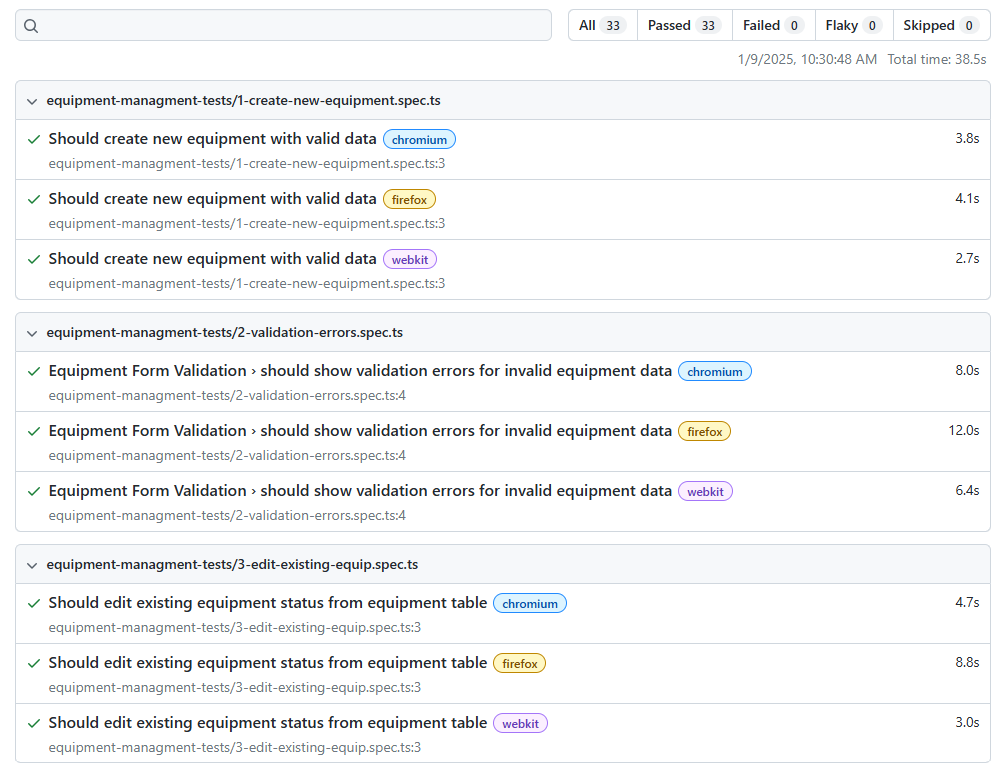 All 33 Passed 33 Failed 0 Flaky 0 Skipped 0
1/9/2025, 10:30:48 AM Total time: 38.5s
equipment-managment-tests/1-create-new-equipment.spec.ts
Should create new equipment with valid data chromium 3.8s
equipment-managment-tests/1-create-new-equipment.spec.ts:3
Should create new equipment with valid data firefox 4.1s
equipment-managment-tests/1-create-new-equipment.spec.ts:3
Should create new equipment with valid data webkit 2.7s
equipment-managment-tests/1-create-new-equipment.spec.ts:3
equipment-managment-tests/2-validation-errors.spec.ts
Equipment Form Validation › should show validation errors for invalid equipment data chromium 8.0s
equipment-managment-tests/2-validation-errors.spec.ts:4
Equipment Form Validation › should show validation errors for invalid equipment data firefox 12.0s
equipment-managment-tests/2-validation-errors.spec.ts:4
Equipment Form Validation › should show validation errors for invalid equipment data webkit 6.4s
equipment-managment-tests/2-validation-errors.spec.ts:4
equipment-managment-tests/3-edit-existing-equip.spec.ts
Should edit existing equipment status from equipment table chromium 4.7s
equipment-managment-tests/3-edit-existing-equip.spec.ts:3
Should edit existing equipment status from equipment table firefox 8.8s
equipment-managment-tests/3-edit-existing-equip.spec.ts:3
Should edit existing equipment status from equipment table webkit 3.0s
equipment-managment-tests/3-edit-existing-equip.spec.ts:3